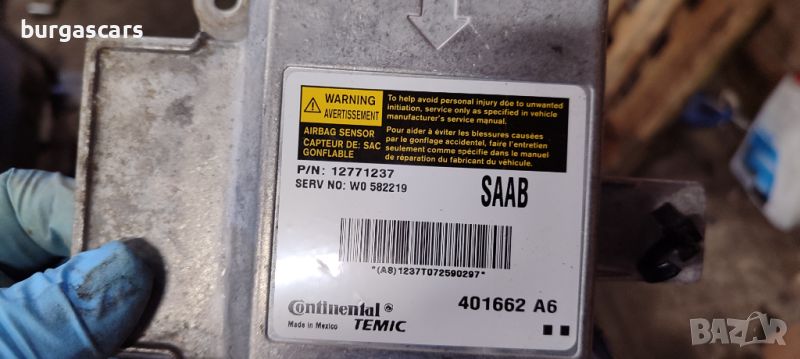 burgascars
WARNING
AVERTISSEMENT
To help avoid personal injury due to unwanted
initiation, service only as specified in vehicle
manufacturer's service manual.
AIRBAG SENSOR
CAPTEUR DE: SAC
GONFLABLE
Pour aider à éviter les blessures causées
par le gonflage accidentel, faire l'entretien
seulement comme spécifie dans le manuel
de réparation du fabricant du véhicule.
P/N: 12771237
SERV NO: W0 582219
SAAB
*(A8)1237T072590297*
Continental
Made in Mexico
TEMIC
401662 A6
BAZAR